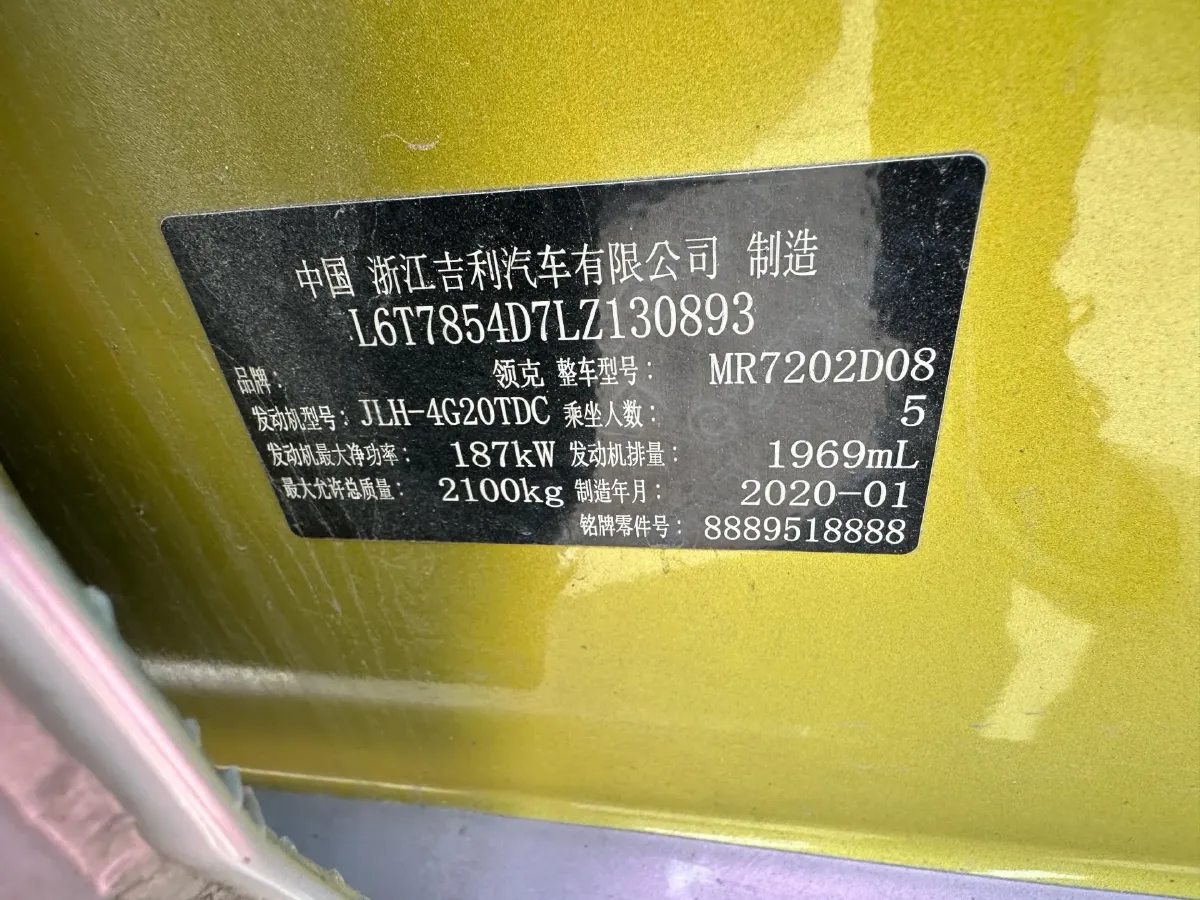 中国 浙江吉利汽车有限公司 制造
L6T7854D7LZ130893
品牌: 领克 整车型号: MR7202D08
发动机型号: JLH-4G20TDC 乘坐人数: 5
发动机最大净功率: 187kW 发动机排量: 1969mL
最大允许总质量: 2100kg 制造年月: 2020-01
铭牌零件号: 8889518888